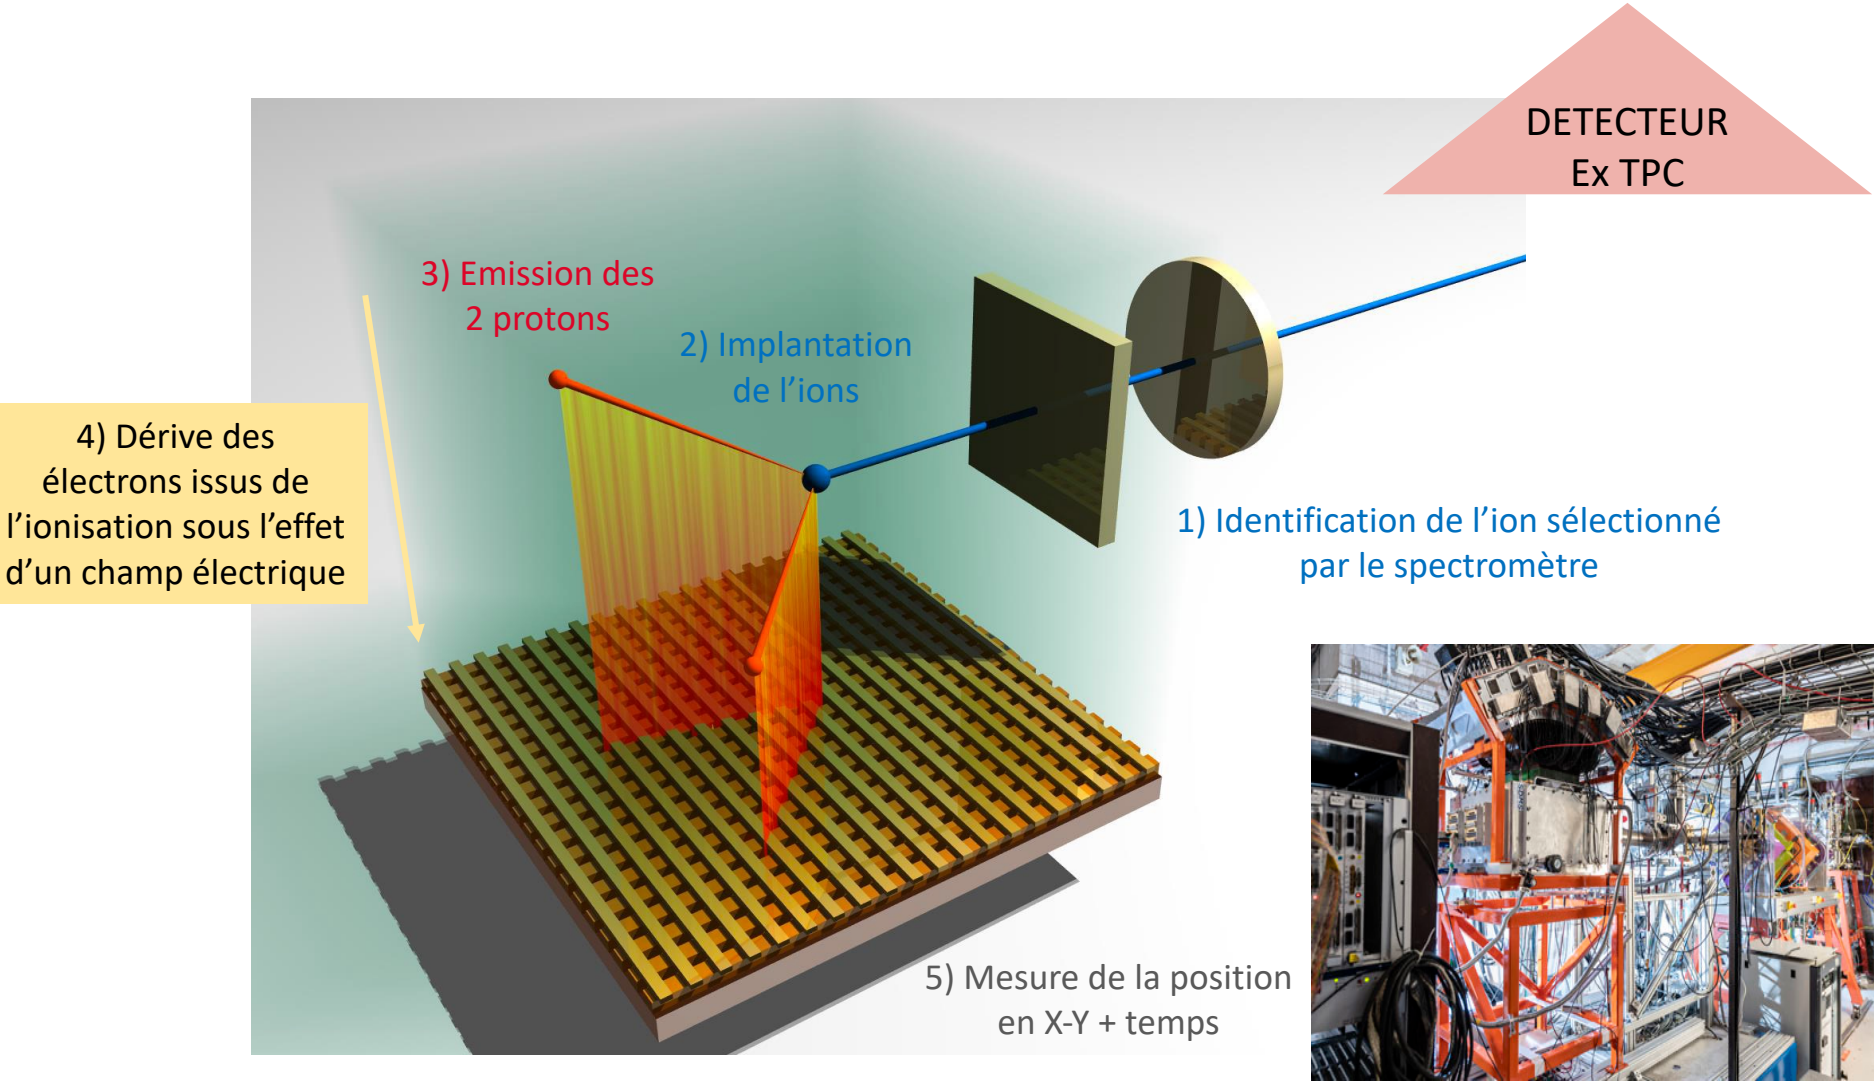 DETECTEUR
Ex TPC
3) Emission des
2 protons
2) Implantation
de l’ions
4) Dérive des
électrons issus de
l’ionisation sous l’effet
d’un champ électrique
1) Identification de l’ion sélectionné
par le spectromètre
5) Mesure de la position
en X-Y + temps